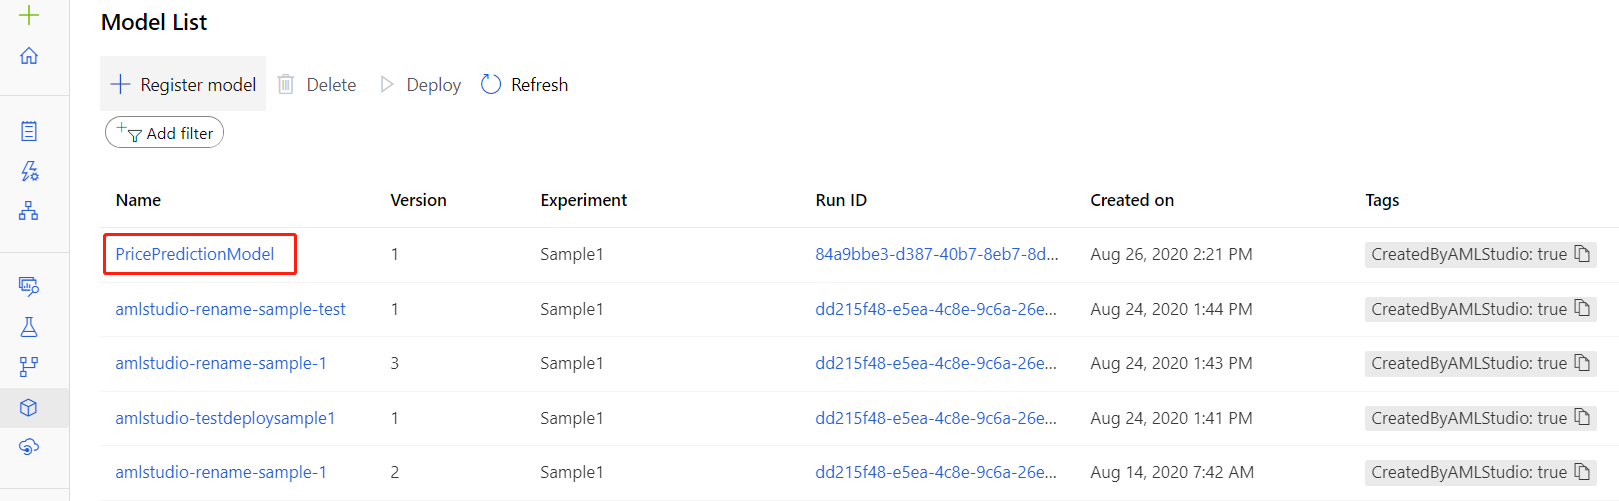 Model List
Register model Delete Deploy Refresh
Add filter
Name Version Experiment Run ID Created on Tags
PricePredictionModel 1 Sample1 84a9bbe3-d387-40b7-8eb7-8d... Aug 26, 2020 2:21 PM CreatedByAMLStudio: true
amlstudio-rename-sample-test 1 Sample1 dd215f48-e5ea-4c8e-9c6a-26e... Aug 24, 2020 1:44 PM CreatedByAMLStudio: true
amlstudio-rename-sample-1 3 Sample1 dd215f48-e5ea-4c8e-9c6a-26e... Aug 24, 2020 1:43 PM CreatedByAMLStudio: true
amlstudio-testdeploysample1 1 Sample1 dd215f48-e5ea-4c8e-9c6a-26e... Aug 24, 2020 1:41 PM CreatedByAMLStudio: true
amlstudio-rename-sample-1 2 Sample1 dd215f48-e5ea-4c8e-9c6a-26e... Aug 14, 2020 7:42 AM CreatedByAMLStudio: true